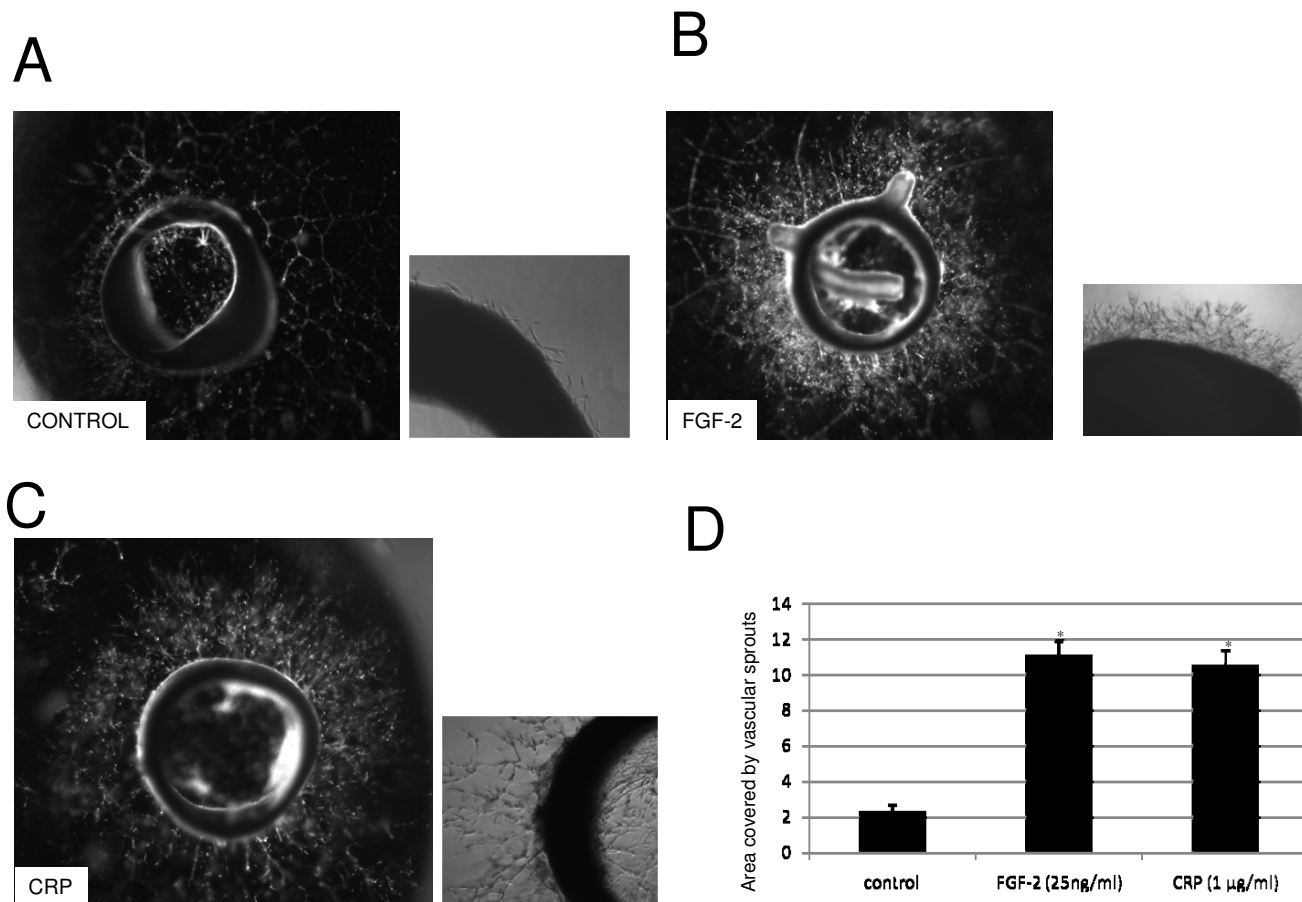 A
B
CONTROL
FGF-2
C
D
CRP
Area covered by vascular sprouts
14
12
10
8
6
4
2
0
*
*
control
FGF-2 (25ng/ml)
CRP (1 µg/ml)